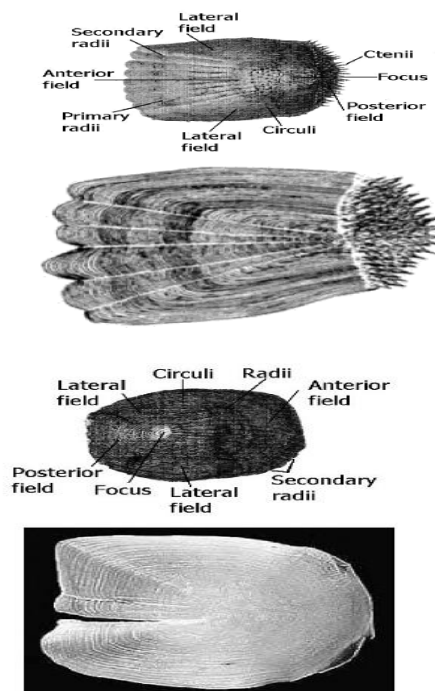 Lateral
field
Secondary
radii
Ctenii
Anterior
field
Focus
Posterior
field
Primary
radii
Lateral
field
Circuli
Circuli
Radii
Lateral
field
Anterior
field
Posterior
field
Focus
Lateral
field
Secondary
radii